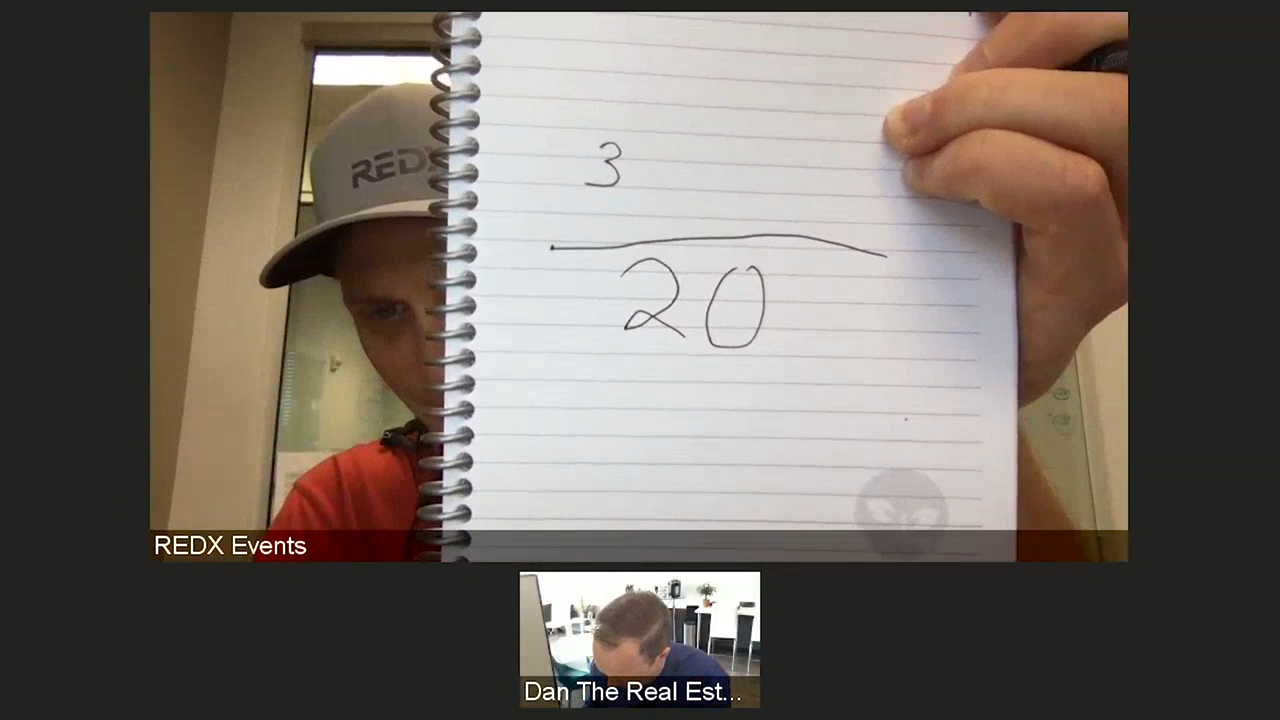 REDX
3
20
REDX Events
Dan The Real Est...